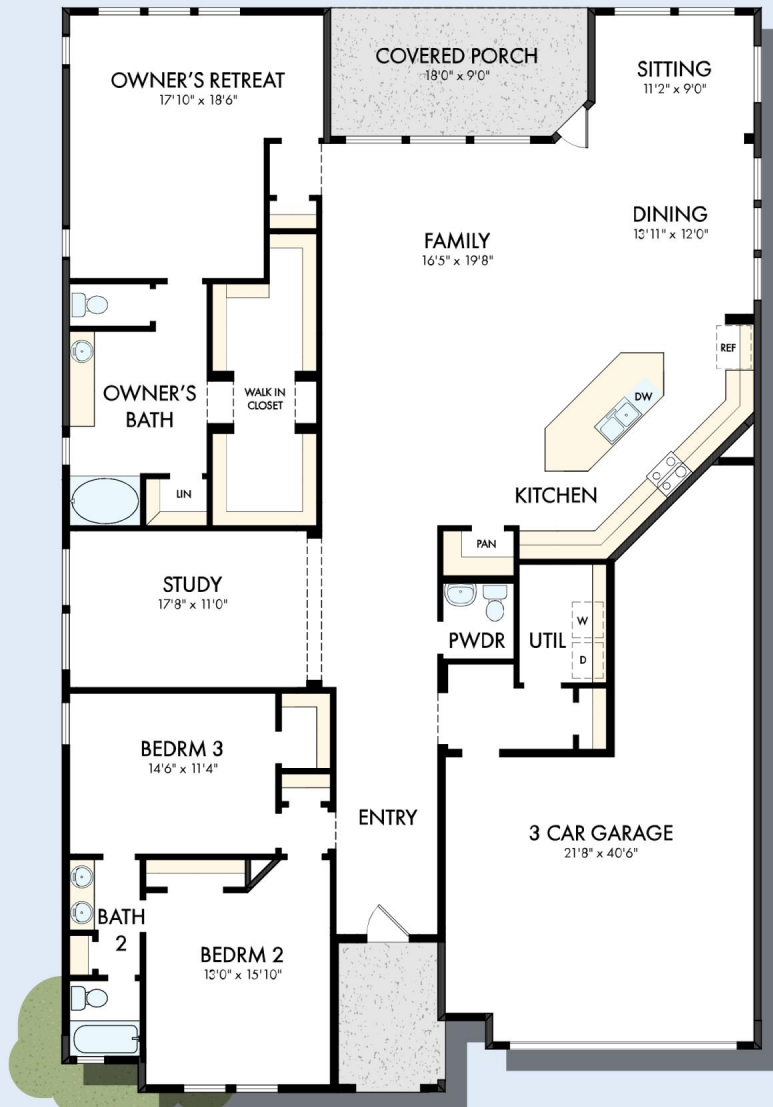 COVERED PORCH
18'0" x 9'0"
OWNER'S RETREAT
17'10" x 18'6"
SITTING
11'2" x 9'0"
DINING
13'11" x 12'0"
FAMILY
16'5" x 19'8"
REF
OWNER'S
BATH
WALK IN
CLOSET
DW
LIN
KITCHEN
PAN
STUDY
17'8" x 11'0"
PWDR
UTIL
W
D
BEDRM 3
14'6" x 11'4"
ENTRY
3 CAR GARAGE
21'8" x 40'6"
BATH
2
BEDRM 2
13'0" x 15'10"